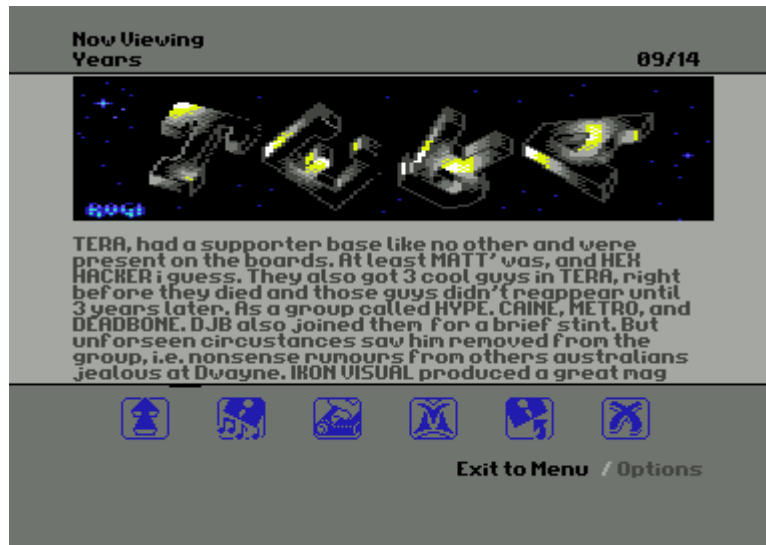 Now Viewing
Years
09/14
TERA
TERA, had a supporter base like no other and were
present on the boards. At least MATT' was, and HEX
HACKER i guess. They also got 3 cool guys in TERA, right
before they died and those guys didn't reappear until
3 years later. As a group called HYPE. CAINE, METRO, and
DEADBONE. DJB also joined them for a brief stint. But
unforseen circustances saw him removed from the
group, i.e. nonsense rumours from others australians
jealous at Dwayne. IKON VISUAL produced a great mag
Exit to Menu / Options